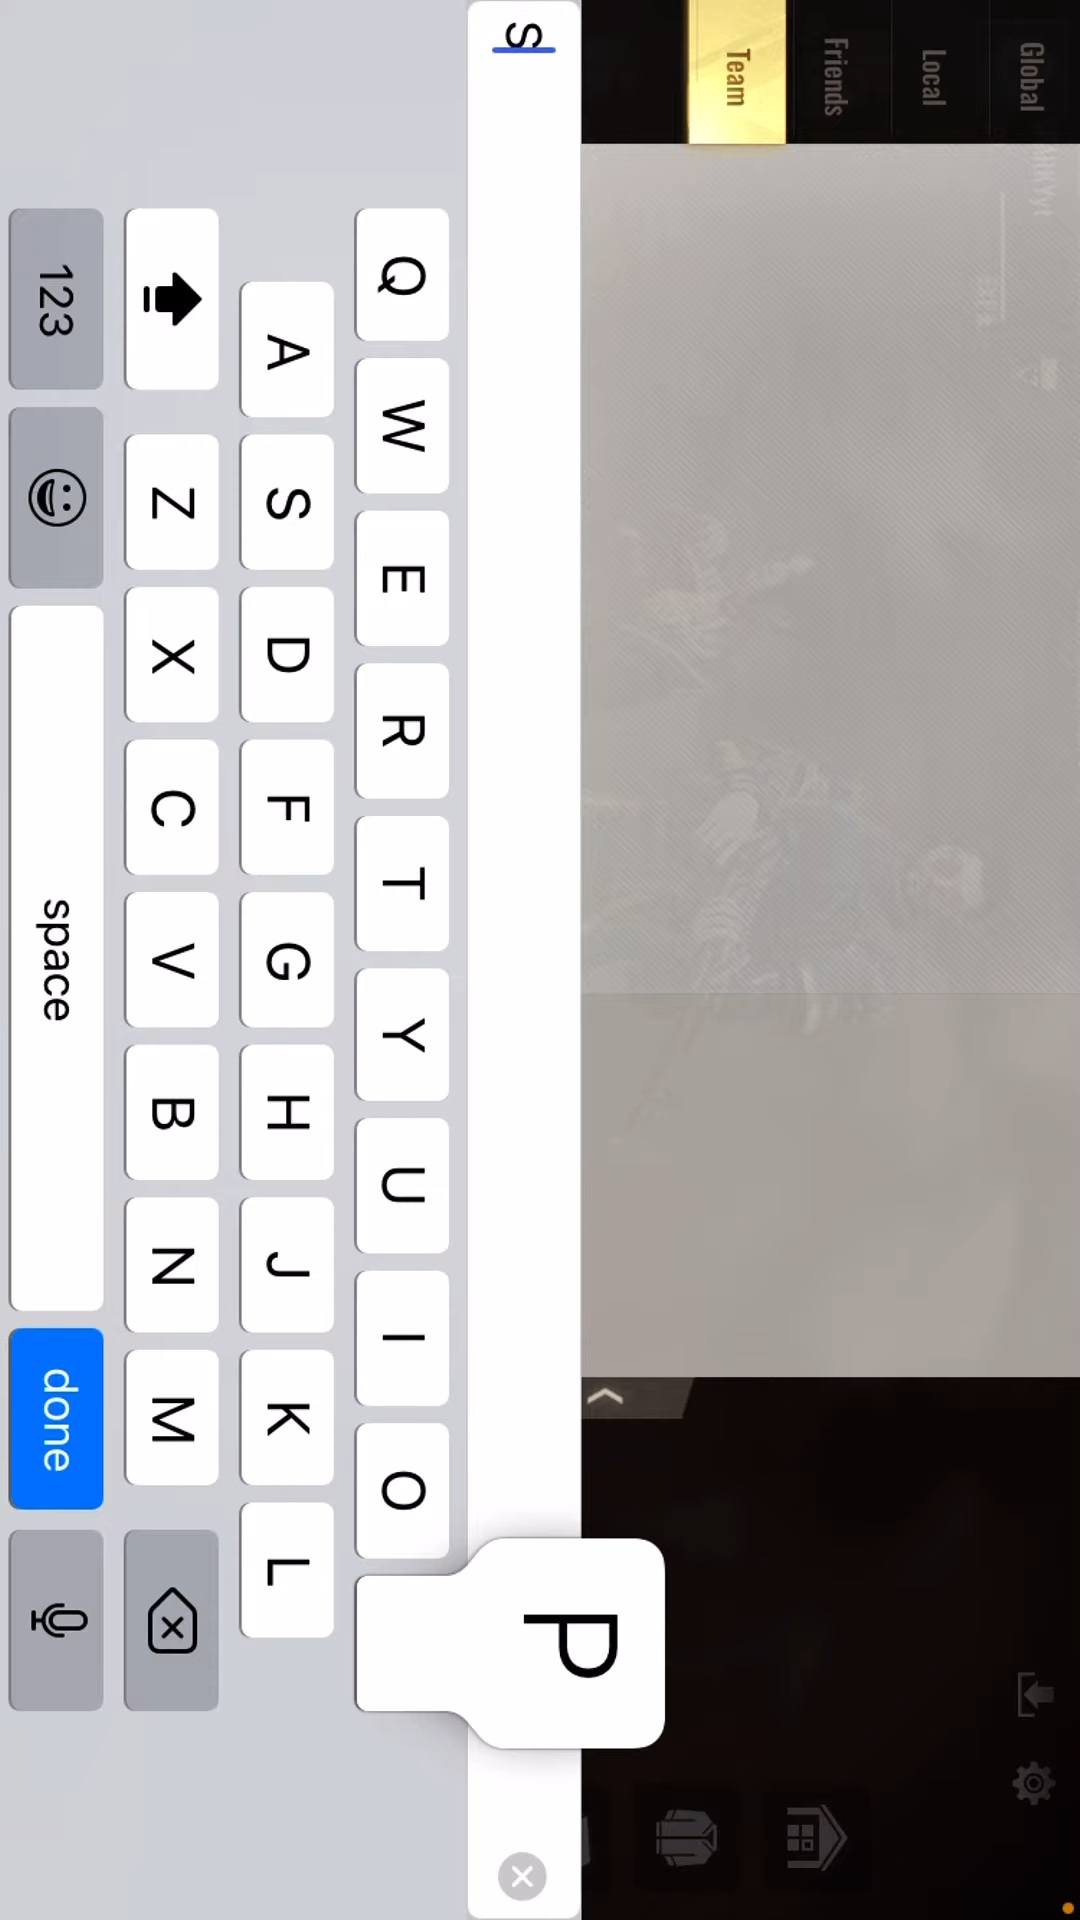 Global
Local
Friends
Team
S
Q W E R T Y U I O P
A S D F G H J K L
Z X C V B N M
123 space done